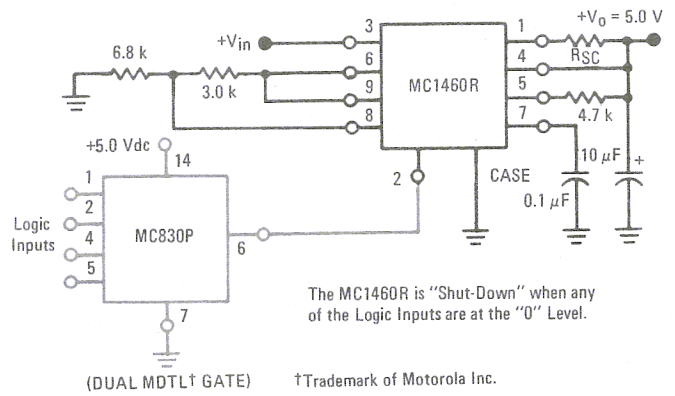 +V₀ = 5.0 V
3
1
+Vin
RSC
6.8 k
6
4
9
MC1460R
5
3.0 k
4.7 k
8
7
+5.0 Vdc
10 µF +
14
2
CASE
0.1 µF
1
2
Logic
Inputs
4
MC830P
5
6
The MC1460R is “Shut-Down” when any
of the Logic Inputs are at the “0” Level.
7
(DUAL MDTL† GATE)
†Trademark of Motorola Inc.